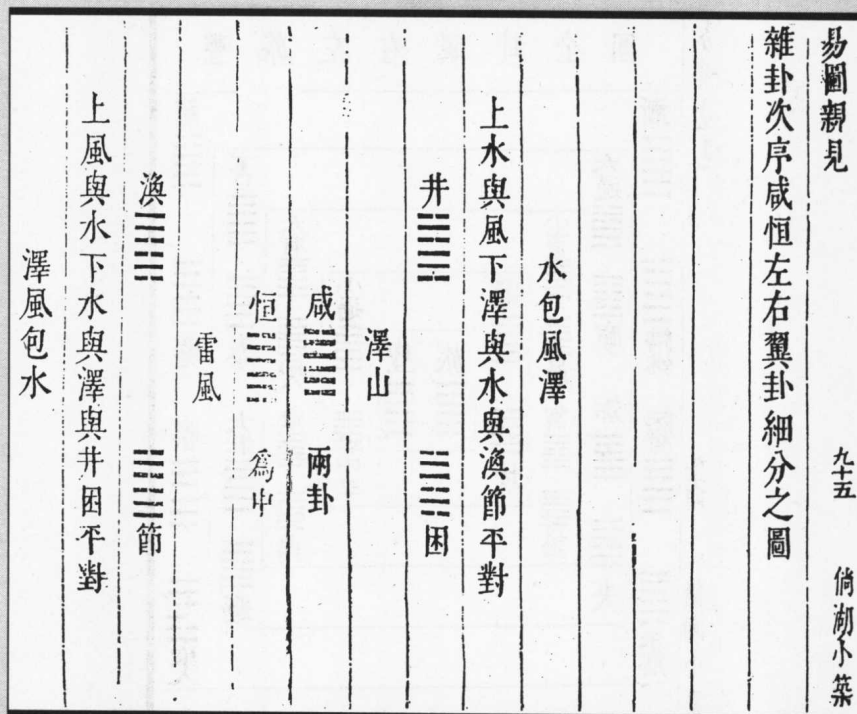 易圖親見 九十五 倘湖小築
雜卦次序咸恒左右翼卦細分之圖
水包風澤
上水與風下澤與水與渙節平對
井 困
澤山
咸 兩卦
恒 爲中
雷風
渙 節
上風與水下水與澤與井困平對
澤風包水